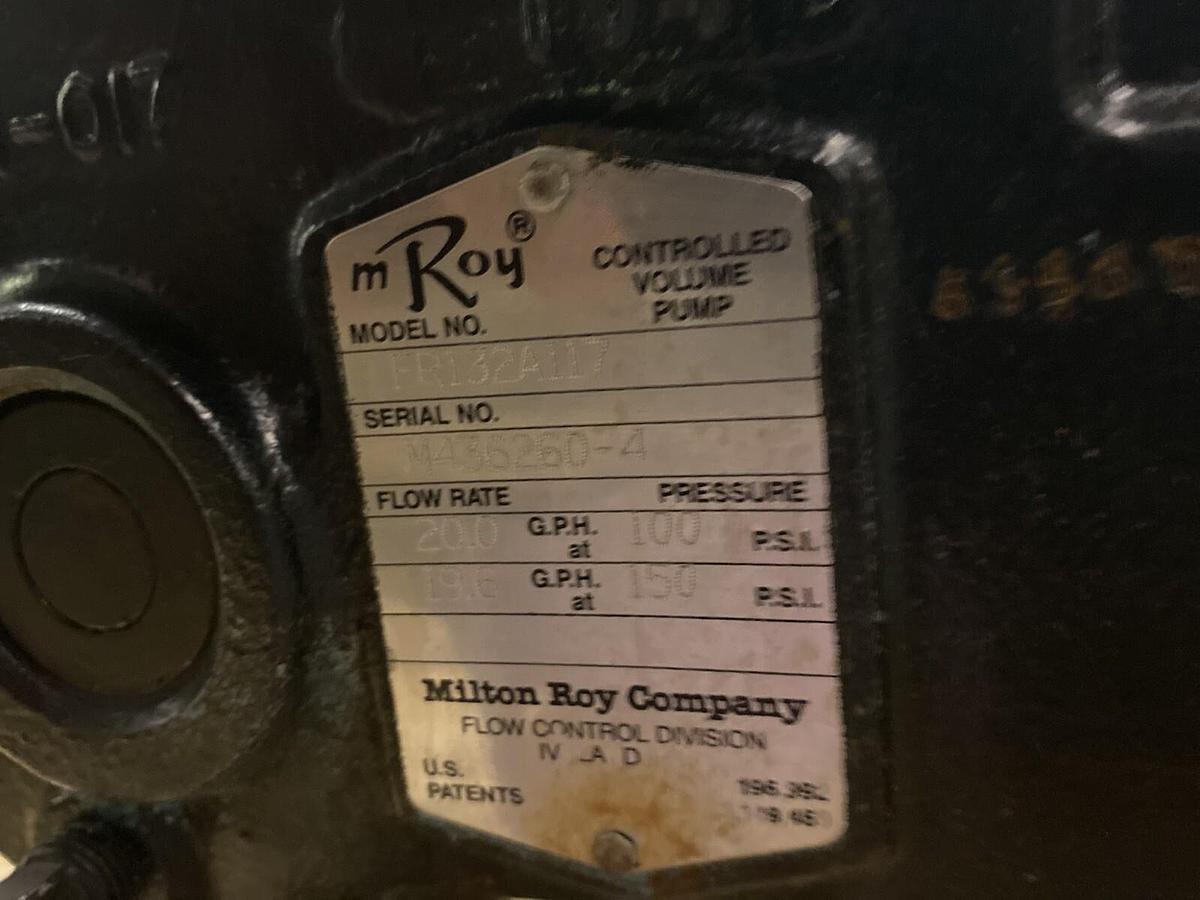 -017
mRoy®
CONTROLLED
VOLUME
PUMP
MODEL NO.
FR132A117
SERIAL NO.
M436260-4
FLOW RATE PRESSURE
20.0 G.P.H. at 100 P.S.I.
19.6 G.P.H. at 150 P.S.I.
Milton Roy Company
FLOW CONTROL DIVISION
U.S.
PATENTS